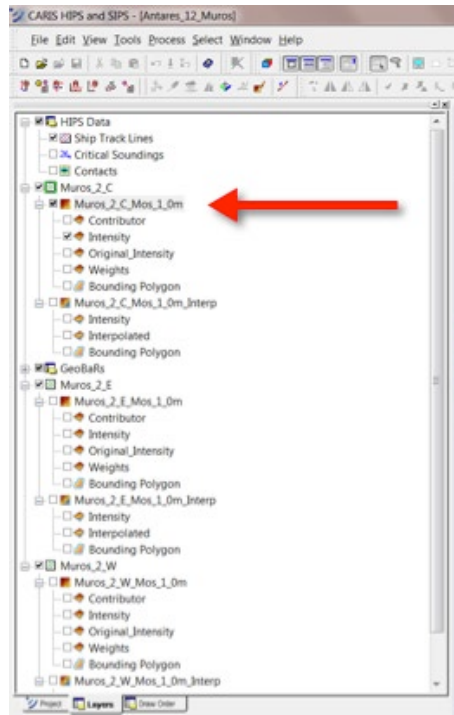 CARIS HIPS and SIPS - [Antares_12_Muros]
File Edit View Tools Process Select Window Help
HIPS Data
Ship Track Lines
Critical Soundings
Contacts
Muros_2_C
Muros_2_C_Mos_1_0m
Contributor
Intensity
Original_Intensity
Weights
Bounding Polygon
Muros_2_C_Mos_1_0m_Interp
Intensity
Interpolated
Bounding Polygon
GeoBaRs
Muros_2_E
Muros_2_E_Mos_1_0m
Contributor
Intensity
Original_Intensity
Weights
Bounding Polygon
Muros_2_E_Mos_1_0m_Interp
Intensity
Interpolated
Bounding Polygon
Muros_2_W
Muros_2_W_Mos_1_0m
Contributor
Intensity
Original_Intensity
Weights
Bounding Polygon
Muros_2_W_Mos_1_0m_Interp
Project Layers Draw Order